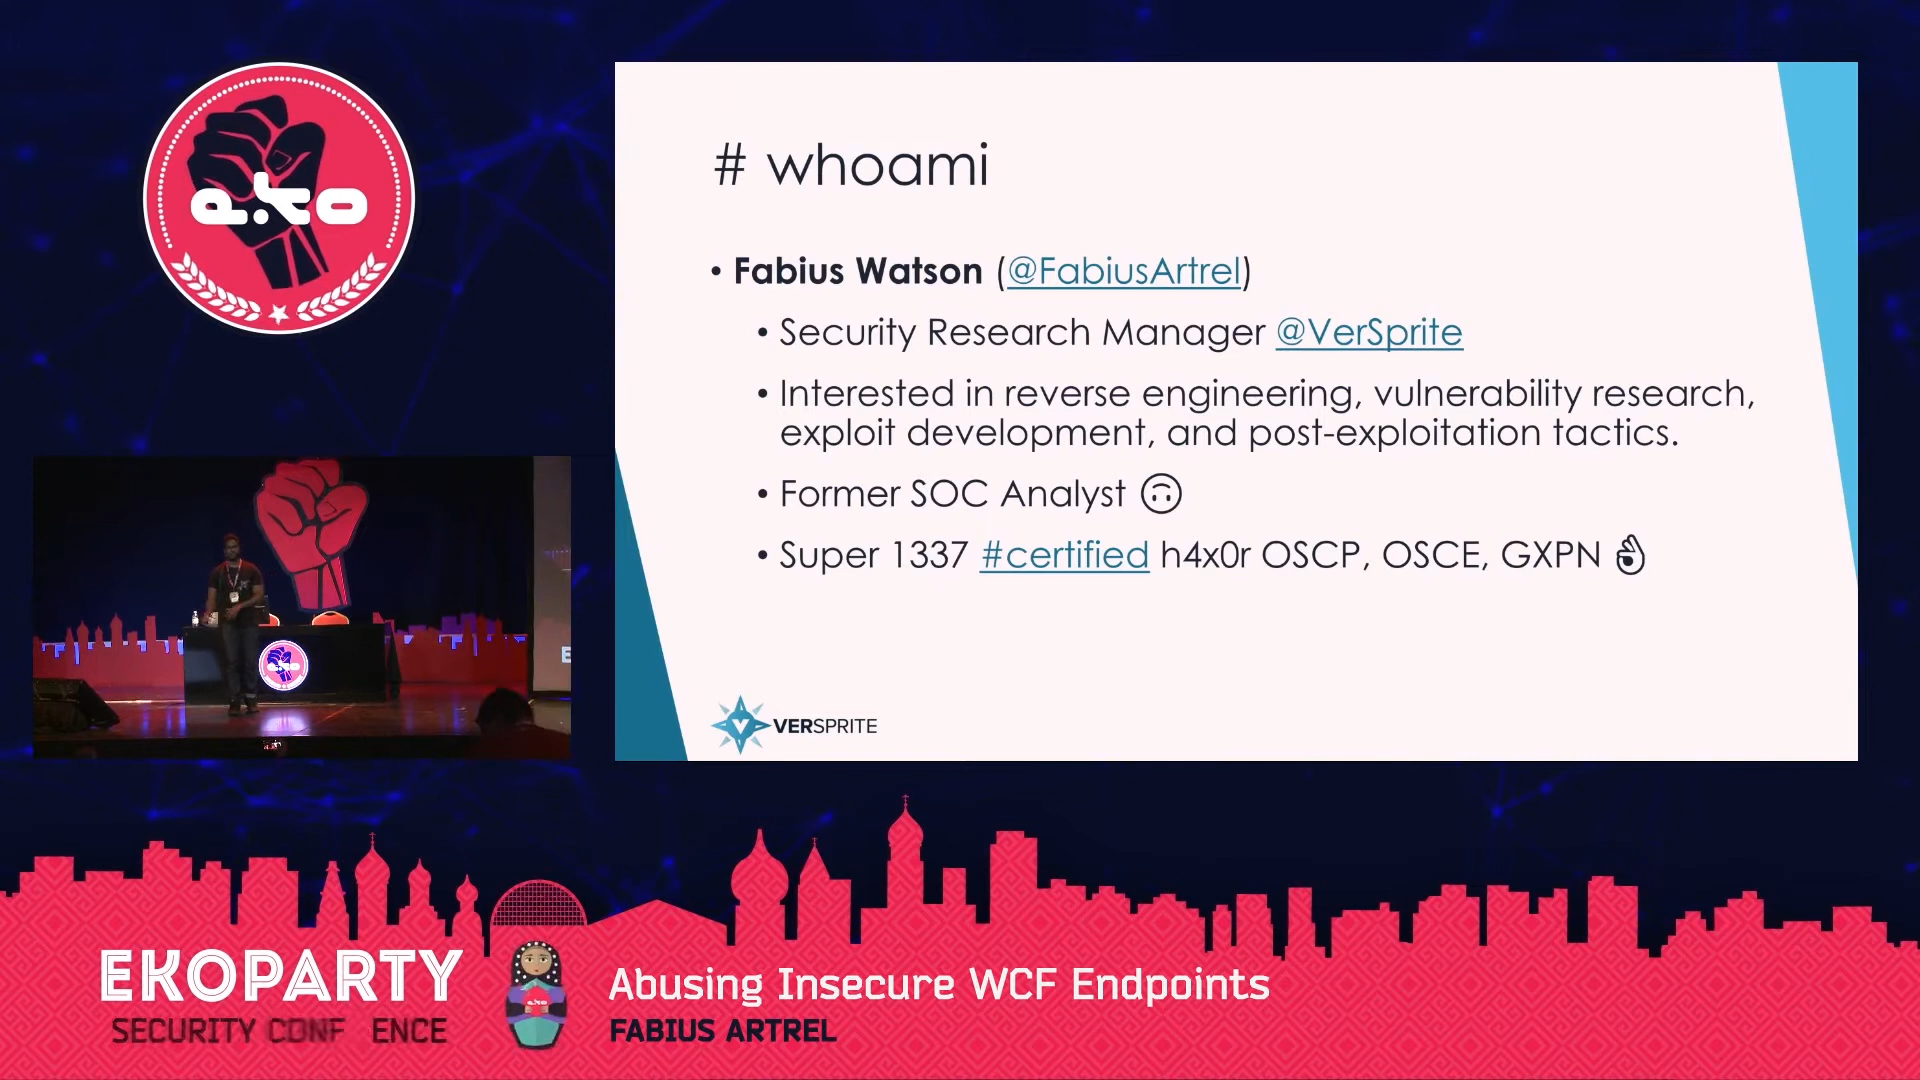 eko
# whoami
• Fabius Watson (@FabiusArtrel)
• Security Research Manager @VerSprite
• Interested in reverse engineering, vulnerability research,
exploit development, and post-exploitation tactics.
• Former SOC Analyst 🙃
• Super 1337 #certified h4x0r OSCP, OSCE, GXPN 👌
VERSPRITE
EKOPARTY
SECURITY CONF ENCE
Abusing Insecure WCF Endpoints
FABIUS ARTREL